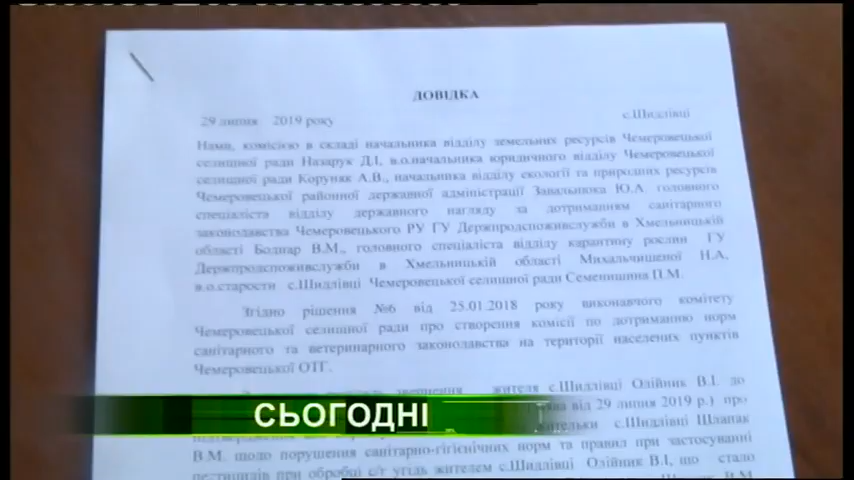 ДОВІДКА
29 липня 2019 року с.Шидлівці
Нами, комісією в складі начальника відділу земельних ресурсів Чемеровецької
селищної ради Назарук Д.І, в.о.начальника юридичного відділу Чемеровецької
селищної ради Коруняк А.В., начальника відділу екології та природних ресурсів
Чемеровецької районної державної адміністрації Завальнюка Ю.А. головного
спеціаліста відділу державного нагляду за дотриманням санітарного
законодавства Чемеровецького РУ ГУ Держпродспоживслужби в Хмельницькій
області Боднар В.М., головного спеціаліста відділу карантину рослин ГУ
Держпродспоживслужби в Хмельницькій області Михальчишеної Н.А,
в.о.старости с.Шидлівці Чемеровецької селищної ради Семенишина П.М.
Згідно рішення №6 від 25.01.2018 року виконавчого комітету
Чемеровецької селищної ради про створення комісії по дотриманню норм
санітарного та ветеринарного законодавства на території населених пунктів
Чемеровецької ОТГ.
звернення жителя с.Шидлівці Олійник В.І. до
від 29 липня 2019 р.) про
с.Шидлівці Шлапак
СЬОГОДНІ
В.М. щодо порушення санітарно-гігієнічних норм та правил при застосуванні
пестицидів при обробці с/г угідь жителем с.Шидлівці Олійник В.І, що стало